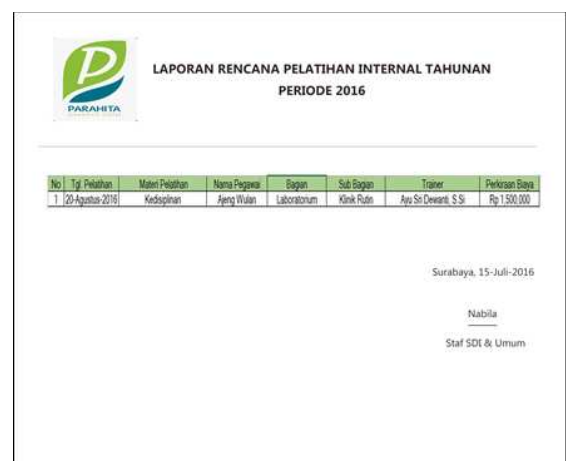 LAPORAN RENCANA PELATIHAN INTERNAL TAHUNAN
PERIODE 2016
PARAHITA
No Tgl. Pelatihan Materi Pelatihan Nama Pegawai Bagian Sub Bagian Trainer Perkiraan Biaya
1 20-Agustus-2016 Kedisiplinan Ajeng Wulan Laboratorium Klinik Rutin Ayu Sri Dewanti, S.Si Rp 1,500,000
Surabaya, 15-Juli-2016
Nabila
Staf SDI & Umum